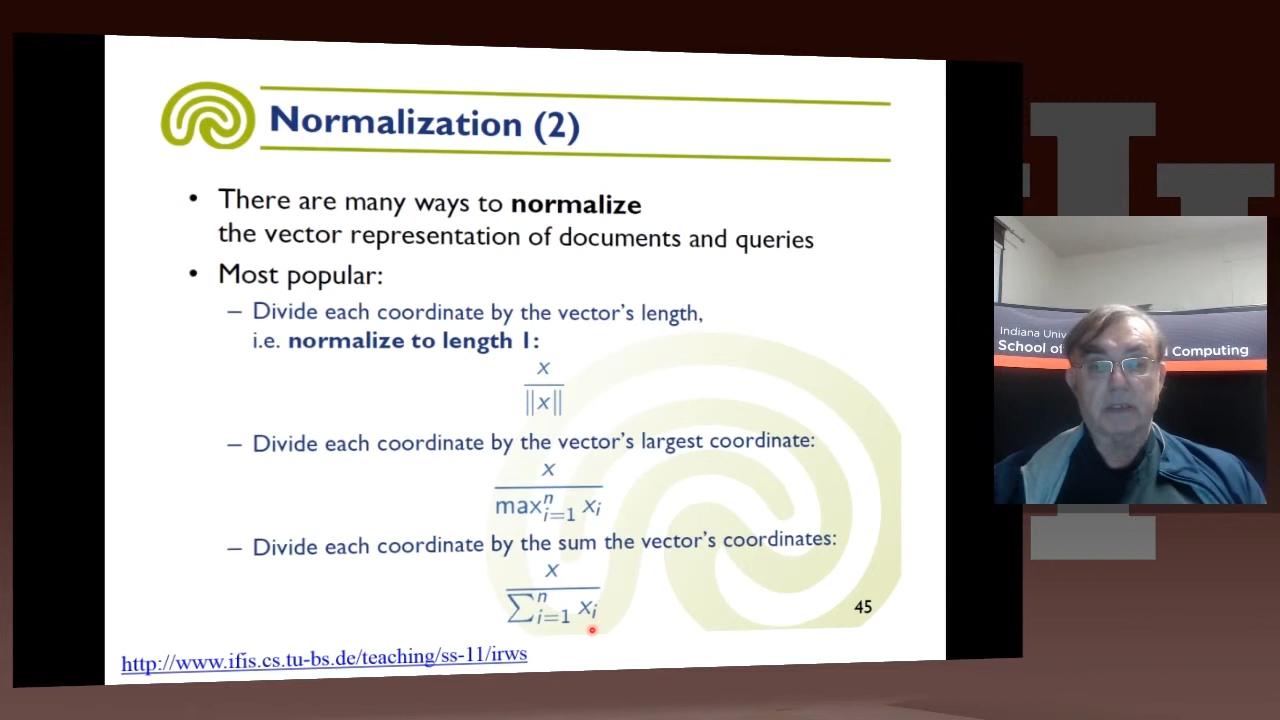 Normalization (2)
• There are many ways to normalize
the vector representation of documents and queries
• Most popular:
– Divide each coordinate by the vector's length,
i.e. normalize to length 1:
x
||x||
– Divide each coordinate by the vector's largest coordinate:
x
max_{i=1}^{n} x_i
– Divide each coordinate by the sum the vector's coordinates:
x
∑_{i=1}^{n} x_i
45
http://www.ifis.cs.tu-bs.de/teaching/ss-11/irws
Indiana Univ
School of Computing